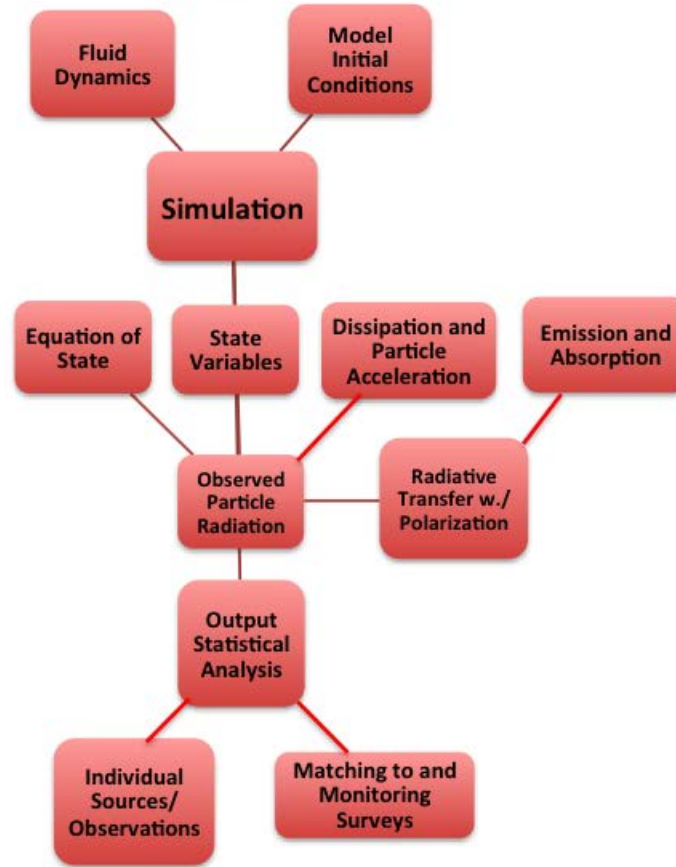 Fluid
Dynamics
Model
Initial
Conditions
Simulation
Equation of
State
State
Variables
Dissipation and
Particle
Acceleration
Emission and
Absorption
Observed
Particle
Radiation
Radiative
Transfer w./
Polarization
Output
Statistical
Analysis
Individual
Sources/
Observations
Matching to and
Monitoring
Surveys